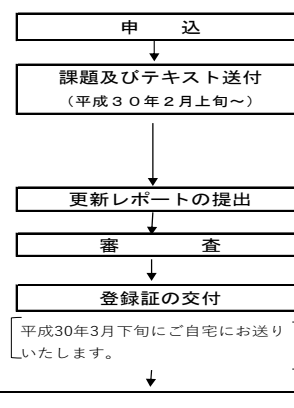 申　　込
課題及びテキスト送付
（平成３０年２月上旬～）
更新レポートの提出
審　　　査
登録証の交付
平成30年3月下旬にご自宅にお送り
いたします。